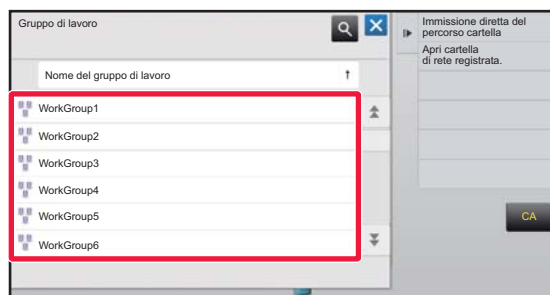 Gruppo di lavoro
Nome del gruppo di lavoro ↑
WorkGroup1
WorkGroup2
WorkGroup3
WorkGroup4
WorkGroup5
WorkGroup6
Immissione diretta del
percorso cartella
Apri cartella
di rete registrata.
CA